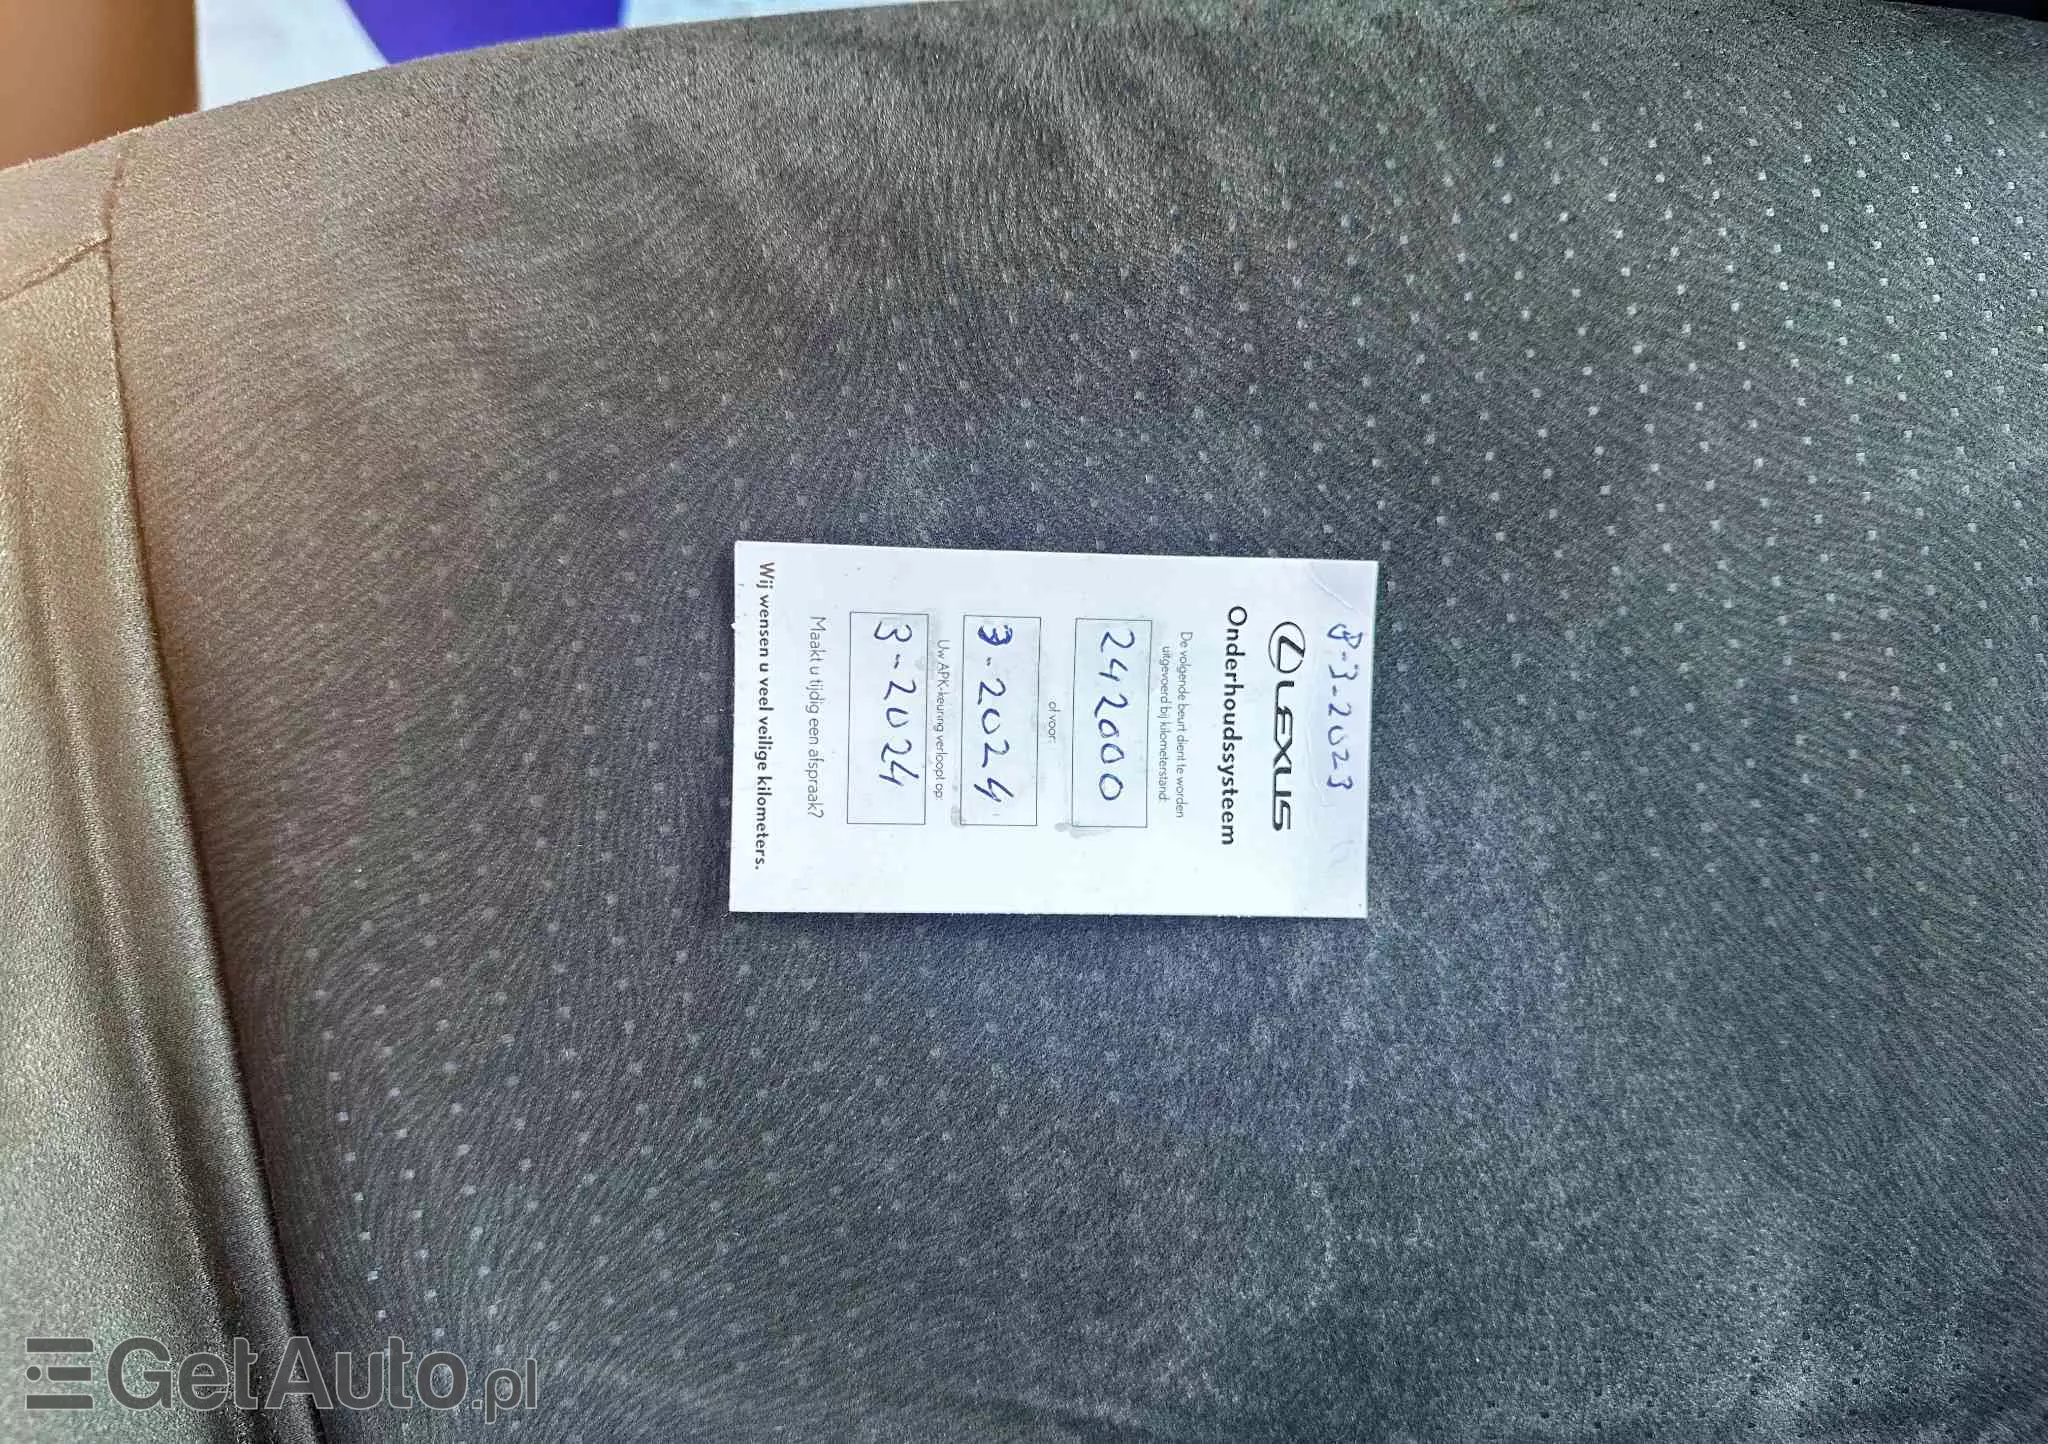 8-3-2023
LEXUS
Onderhoudssysteem
De volgende beurt dient te worden
uitgevoerd bij kilometerstand:
242000
of voor:
3-2024
Uw APK-keuring verloopt op:
3-2024
Maakt u tijdig een afspraak?
Wij wensen u veel veilige kilometers.
GetAuto.pl